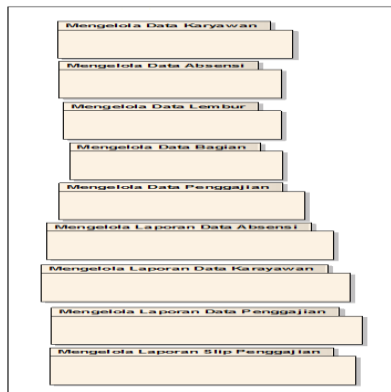 Mengelola Data Karyawan
Mengelola Data Absensi
Mengelola Data Lembur
Mengelola Data Bagian
Mengelola Data Penggajian
Mengelola Laporan Data Absensi
Mengelola Laporan Data Karayawan
Mengelola Laporan Data Penggajian
Mengelola Laporan Slip Penggajian